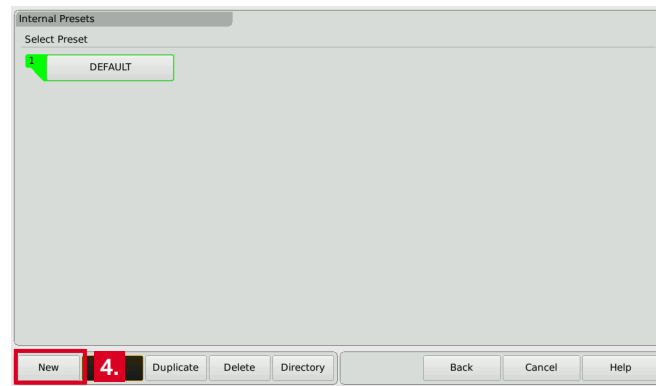 Internal Presets
Select Preset
1
DEFAULT
New 4. Duplicate Delete Directory Back Cancel Help